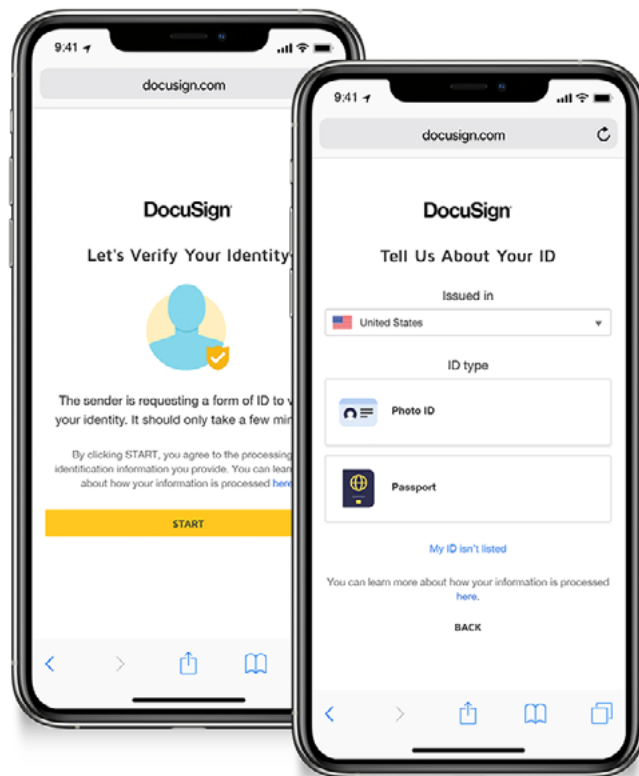 9:41
docusign.com
DocuSign
Let's Verify Your Identity
The sender is requesting a form of ID to
your identity. It should only take a few
By clicking START, you agree to the processing
identification information you provide. You can
about how your information is processed here
START
9:41
docusign.com
DocuSign
Tell Us About Your ID
Issued in
United States
ID type
Photo ID
Passport
My ID isn't listed
You can learn more about how your information is processed
here.
BACK